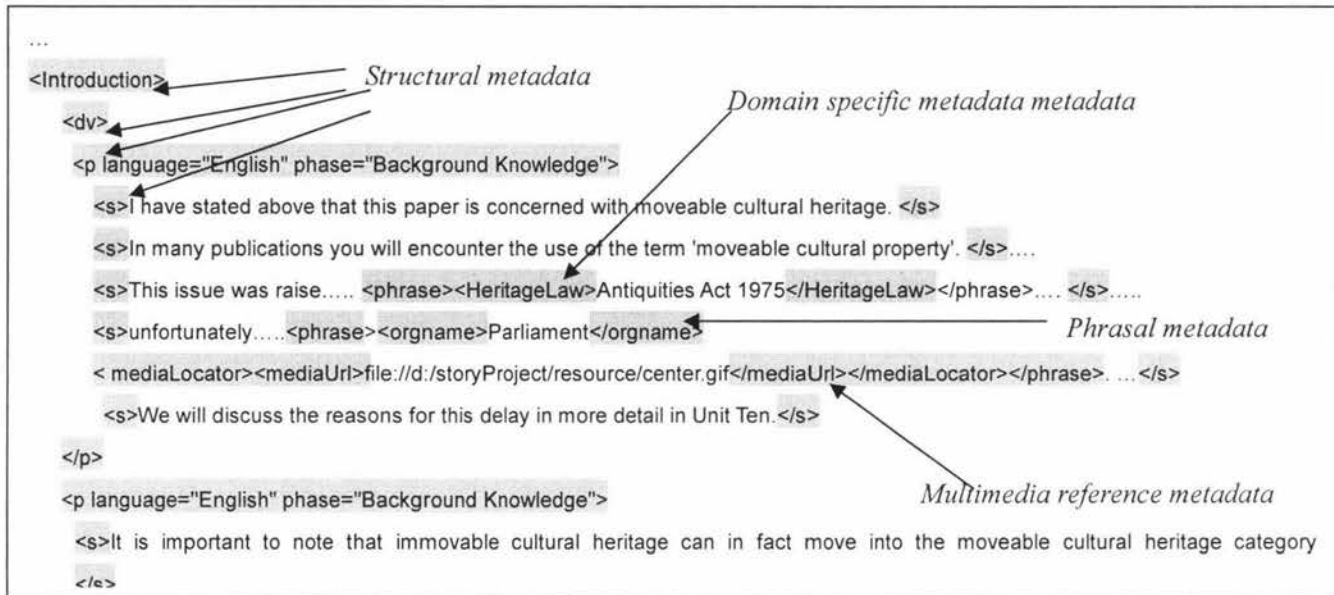 ...
<Introduction>
Structural metadata
Domain specific metadata metadata
<dv>
<p language="English" phase="Background Knowledge">
<s>I have stated above that this paper is concerned with moveable cultural heritage. </s>
<s>In many publications you will encounter the use of the term 'moveable cultural property'. </s>....
<s>This issue was raise..... <phrase><HeritageLaw>Antiquities Act 1975</HeritageLaw></phrase>.... </s>.....
<s>unfortunately.....<phrase><orgname>Parliament</orgname>
Phrasal metadata
< mediaLocator><mediaUrl>file://d:/storyProject/resource/center.gif</mediaUrl></mediaLocator></phrase>. ...</s>
<s>We will discuss the reasons for this delay in more detail in Unit Ten.</s>
</p>
<p language="English" phase="Background Knowledge">
Multimedia reference metadata
<s>It is important to note that immovable cultural heritage can in fact move into the moveable cultural heritage category
</s>